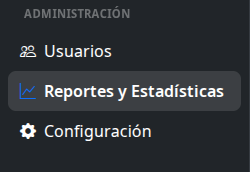 ADMINISTRACIÓN
Usuarios
Reportes y Estadísticas
Configuración